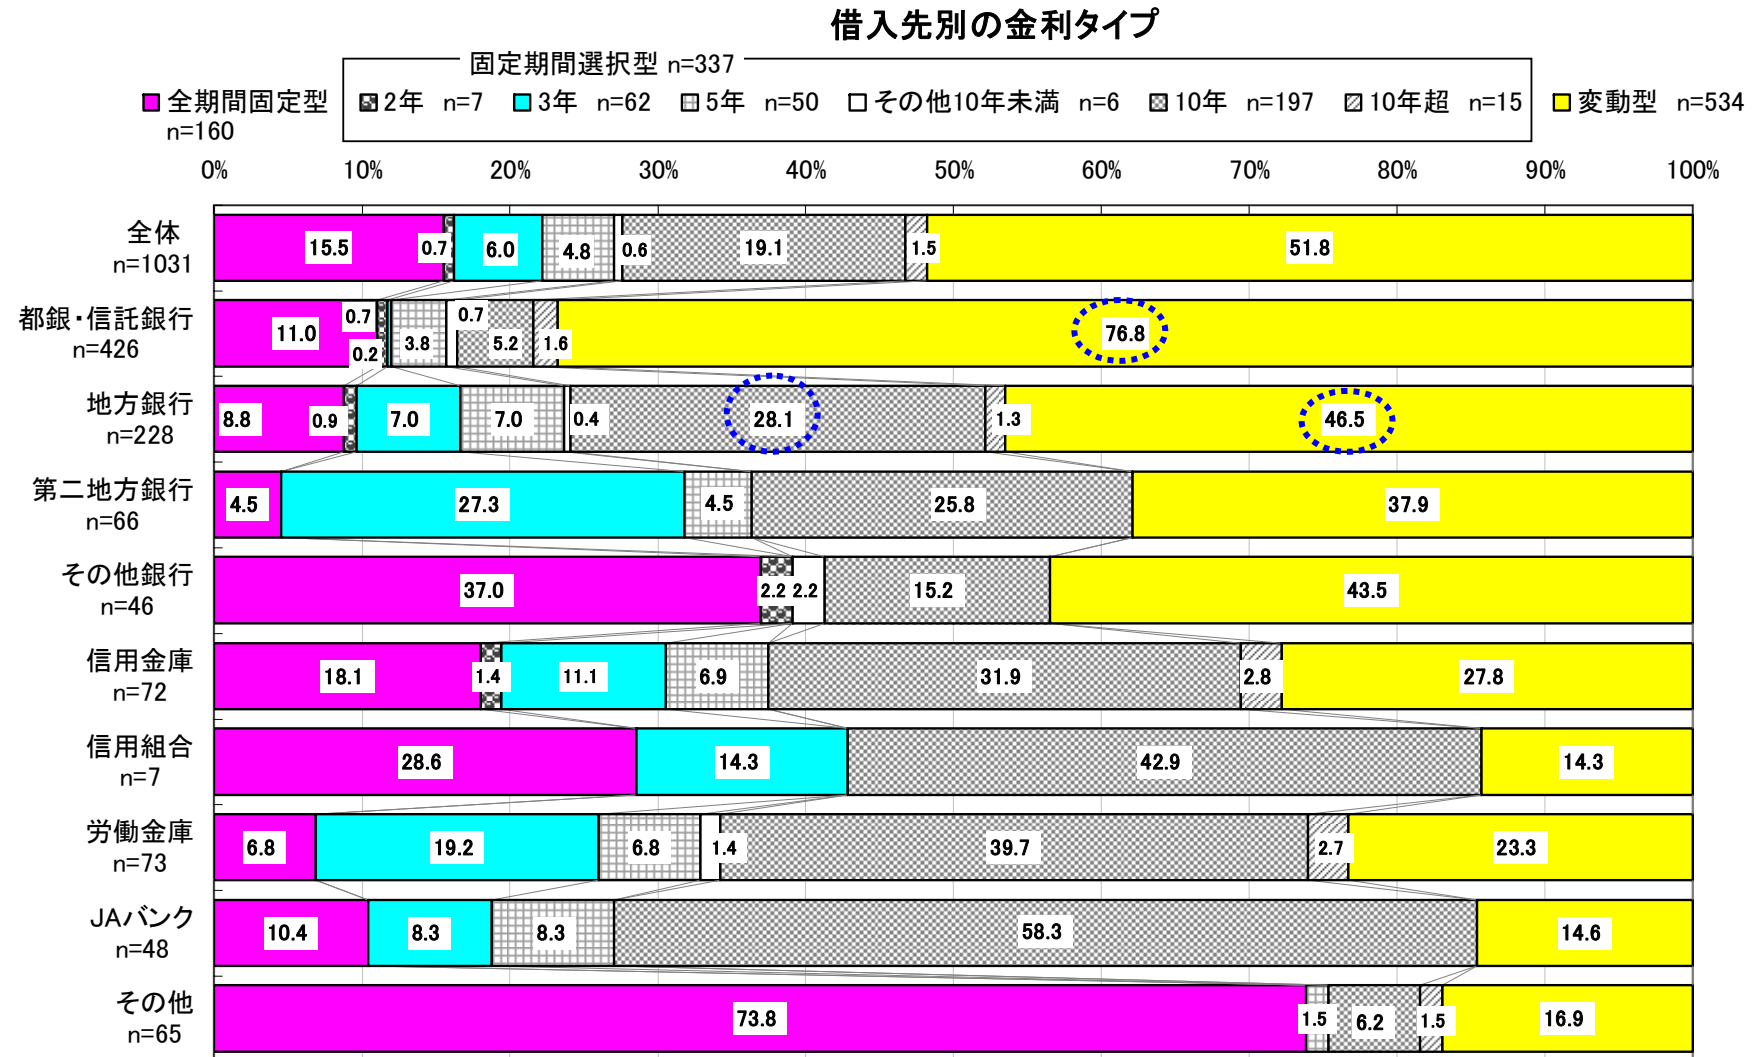 借入先別の金利タイプ
固定期間選択型 n=337
全期間固定型 2年 n=7 3年 n=62 5年 n=50 その他10年未満 n=6 10年 n=197 10年超 n=15 変動型 n=534
n=160
0% 10% 20% 30% 40% 50% 60% 70% 80% 90% 100%
全体
n=1031
15.5 0.7 6.0 4.8 0.6 19.1 1.5 51.8
都銀・信託銀行
n=426
11.0 0.7 0.2 3.8 0.7 5.2 1.6 76.8
地方銀行
n=228
8.8 0.9 7.0 7.0 0.4 28.1 1.3 46.5
第二地方銀行
n=66
4.5 27.3 4.5 25.8 37.9
その他銀行
n=46
37.0 2.2 2.2 15.2 43.5
信用金庫
n=72
18.1 1.4 11.1 6.9 31.9 2.8 27.8
信用組合
n=7
28.6 14.3 42.9 14.3
労働金庫
n=73
6.8 19.2 6.8 1.4 39.7 2.7 23.3
JAバンク
n=48
10.4 8.3 8.3 58.3 14.6
その他
n=65
73.8 1.5 6.2 1.5 16.9